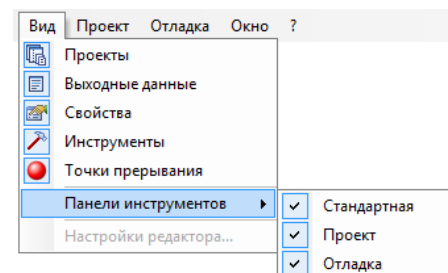 Вид Проект Отладка Окно ?
Проекты
Выходные данные
Свойства
Инструменты
Точки прерывания
Панели инструментов
Стандартная
Настройки редактора...
Проект
Отладка